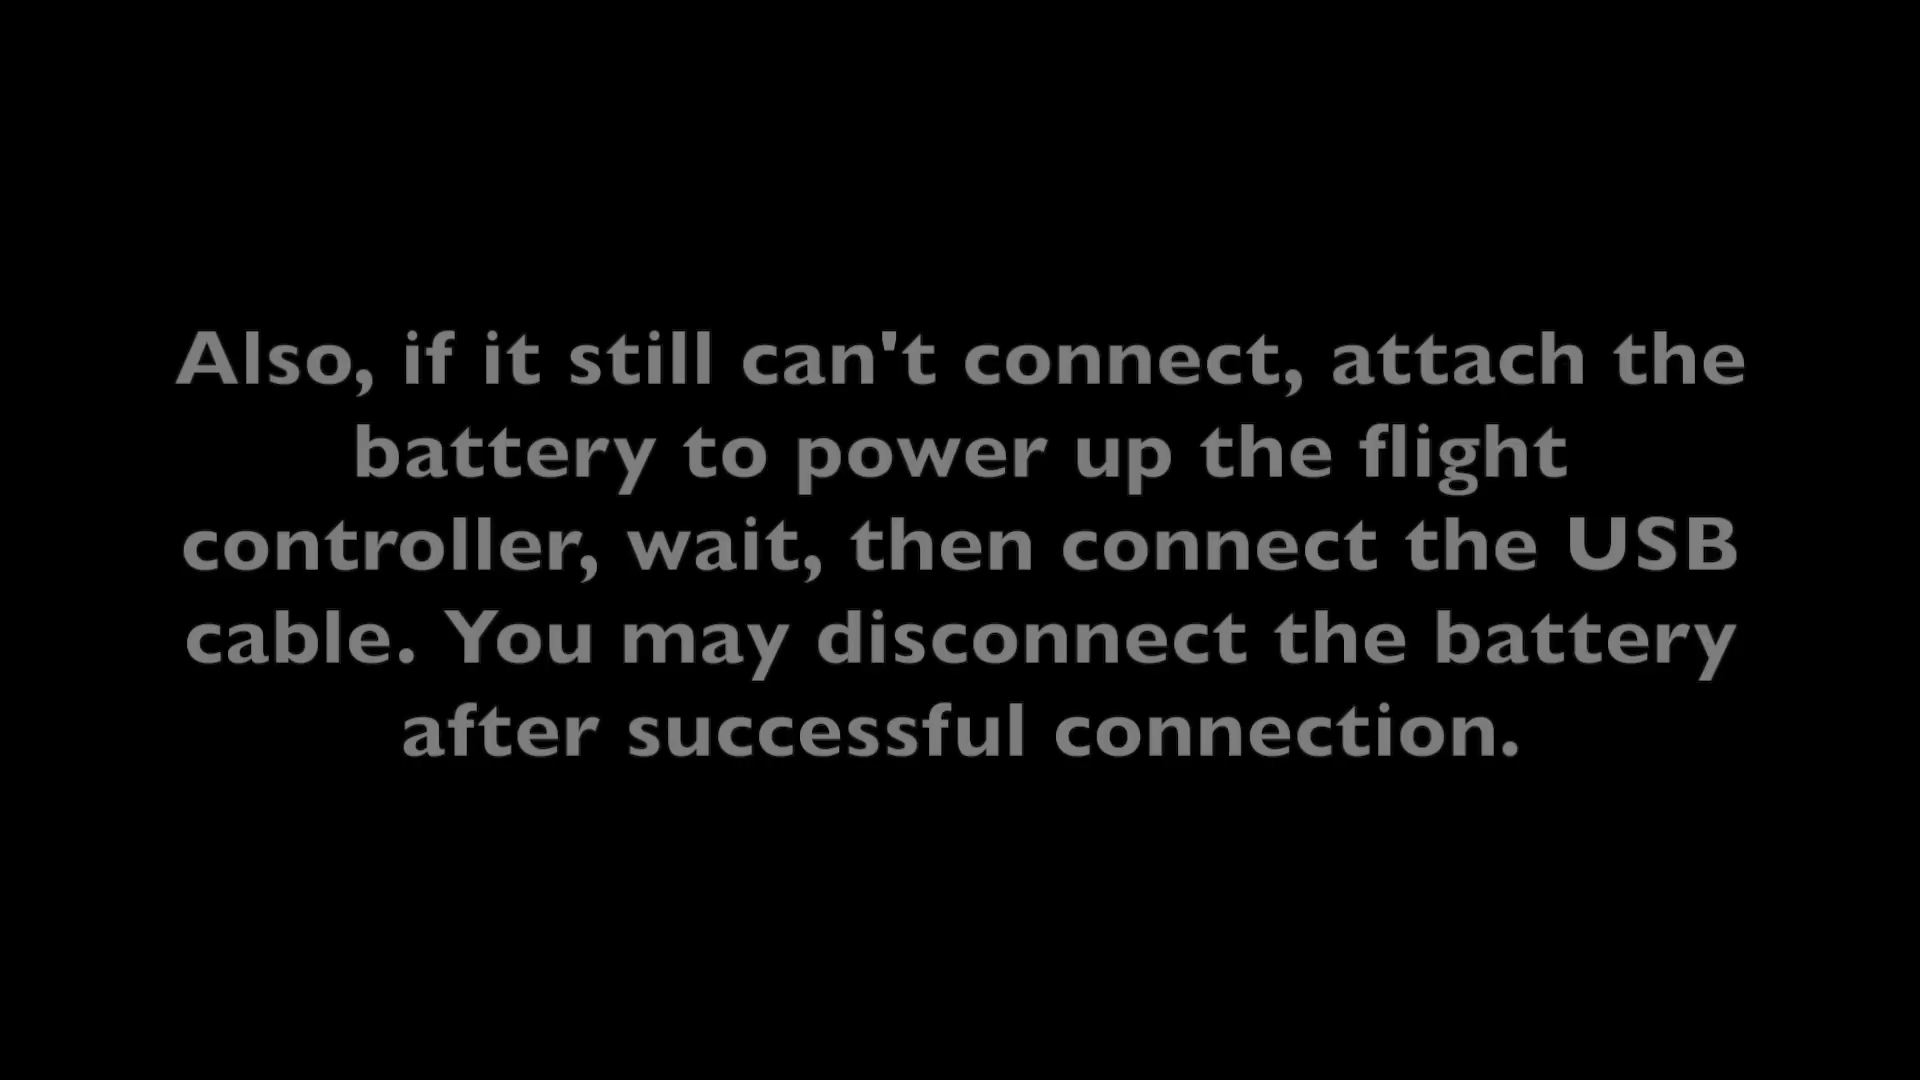 Also, if it still can't connect, attach the
battery to power up the flight
controller, wait, then connect the USB
cable. You may disconnect the battery
after successful connection.